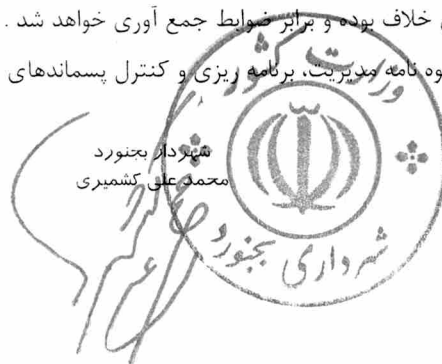 خلاف بوده و برابر ضوابط جمع آوری خواهد شد .
وه نامه مدیریت، برنامه ریزی و کنترل پسماندهای
شهردار بجنورد
محمد علی کشمیری
وزارت کشور
شهرداری بجنورد